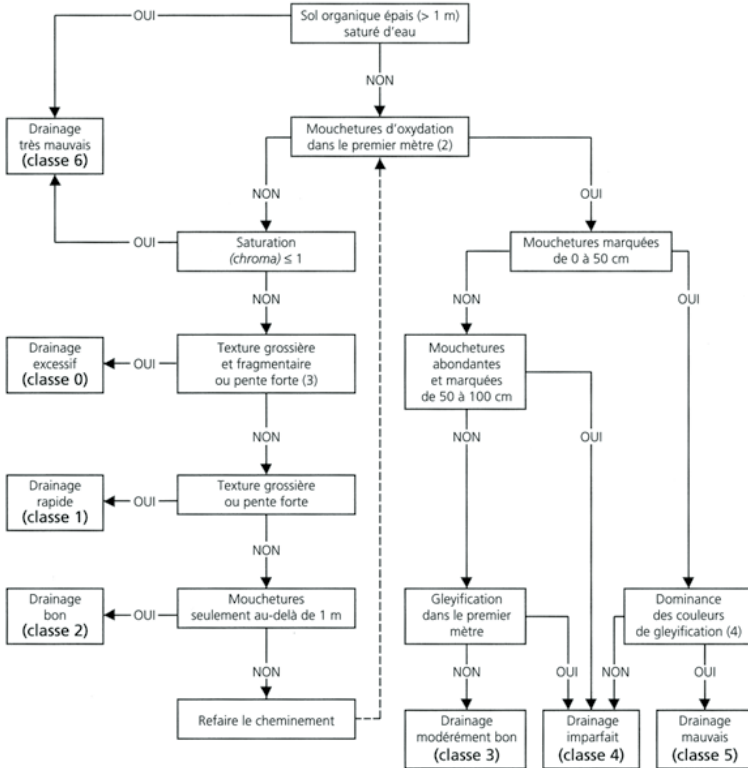 OUI
Sol organique épais (> 1 m)
saturé d'eau
NON
Drainage
très mauvais
(classe 6)
Mouchetures d'oxydation
dans le premier mètre (2)
NON
OUI
OUI
Saturation
(chroma) ≤ 1
Mouchetures marquées
de 0 à 50 cm
NON
NON
OUI
Drainage
excessif
(classe 0)
OUI
Texture grossière
et fragmentaire
ou pente forte (3)
Mouchetures
abondantes
et marquées
de 50 à 100 cm
NON
NON
OUI
Drainage
rapide
(classe 1)
OUI
Texture grossière
ou pente forte
NON
Drainage
bon
(classe 2)
OUI
Mouchetures
seulement au-delà de 1 m
Gleyification
dans le premier
mètre
Dominance
des couleurs
de gleyification (4)
NON
NON
OUI
NON
OUI
Refaire le cheminement
Drainage
modérément bon
(classe 3)
Drainage
imparfait
(classe 4)
Drainage
mauvais
(classe 5)